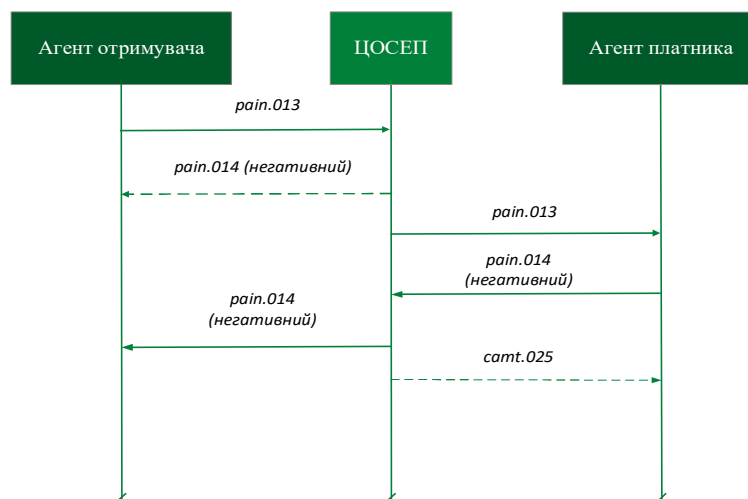 Агент отримувача
ЦОСЕП
Агент платника
pain.013
pain.014 (негативний)
pain.013
pain.014
(негативний)
pain.014
(негативний)
camt.025